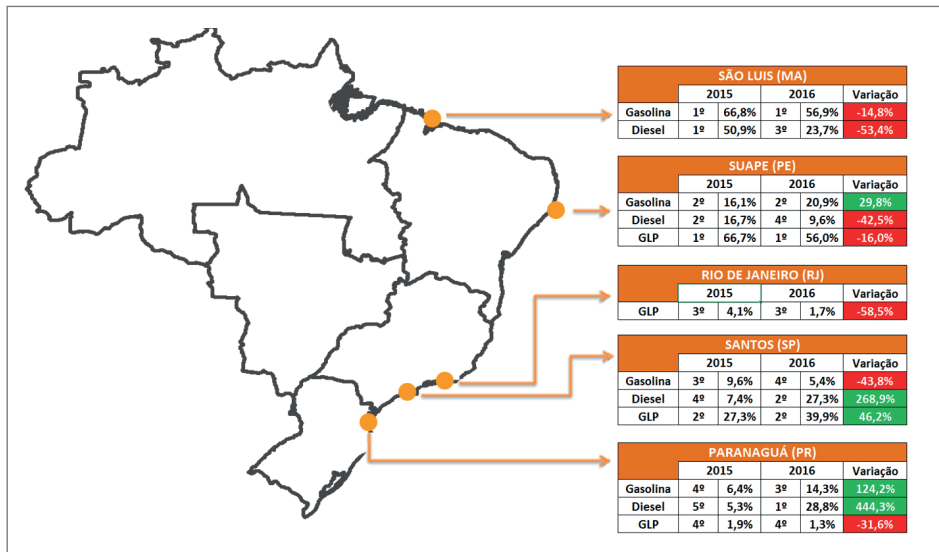 SÃO LUIS (MA)
2015 2016 Variação
Gasolina 1º 66,8% 1º 56,9% -14,8%
Diesel 1º 50,9% 3º 23,7% -53,4%
SUAPE (PE)
2015 2016 Variação
Gasolina 2º 16,1% 2º 20,9% 29,8%
Diesel 2º 16,7% 4º 9,6% -42,5%
GLP 1º 66,7% 1º 56,0% -16,0%
RIO DE JANEIRO (RJ)
2015 2016 Variação
GLP 3º 4,1% 3º 1,7% -58,5%
SANTOS (SP)
2015 2016 Variação
Gasolina 3º 9,6% 4º 5,4% -43,8%
Diesel 4º 7,4% 2º 27,3% 268,9%
GLP 2º 27,3% 2º 39,9% 46,2%
PARANAGUÁ (PR)
2015 2016 Variação
Gasolina 4º 6,4% 3º 14,3% 124,2%
Diesel 5º 5,3% 1º 28,8% 444,3%
GLP 4º 1,9% 4º 1,3% -31,6%